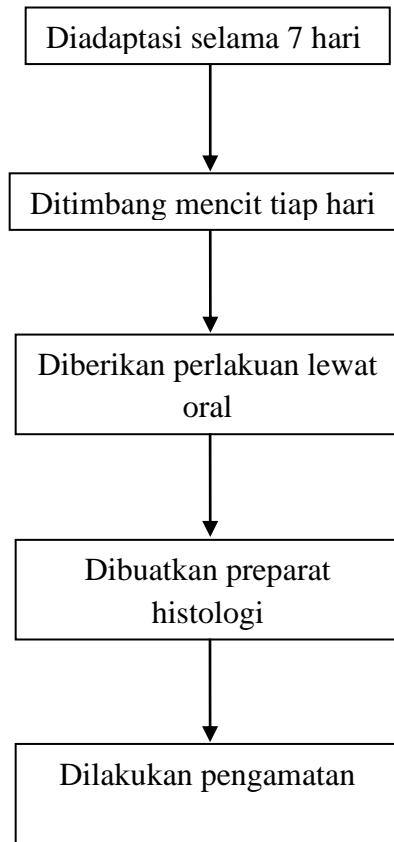 Diadaptasi selama 7 hari
Ditimbang mencit tiap hari
Diberikan perlakuan lewat
oral
Dibuatkan preparat
histologi
Dilakukan pengamatan